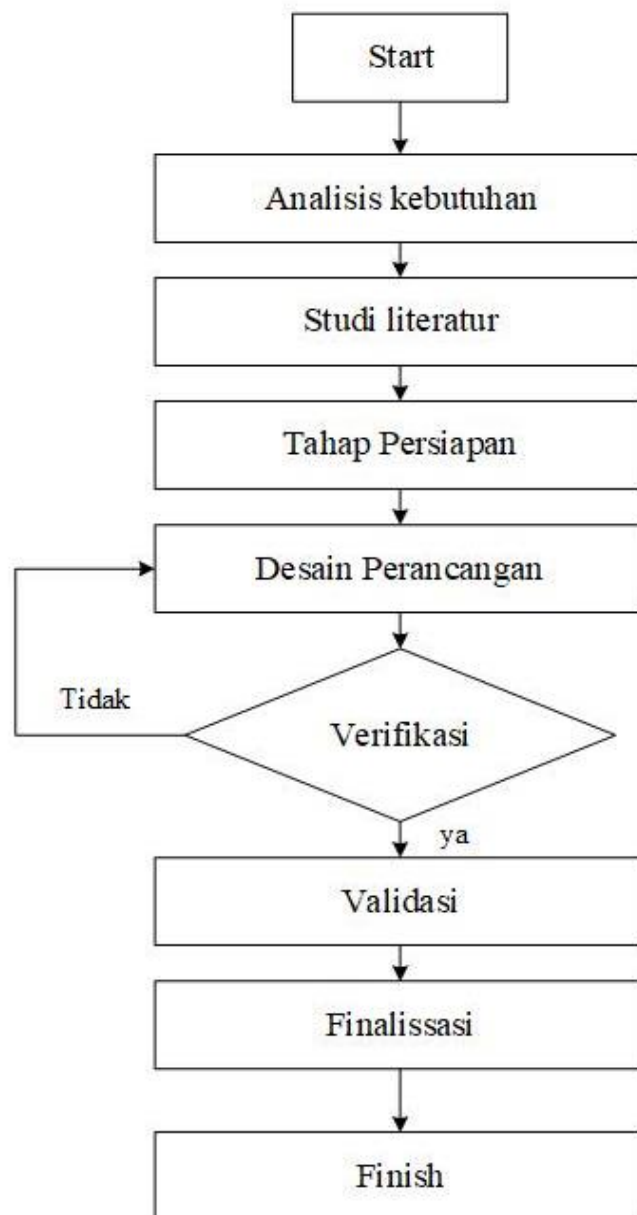 Start
Analisis kebutuhan
Studi literatur
Tahap Persiapan
Desain Perancangan
Tidak
Verifikasi
ya
Validasi
Finalissasi
Finish